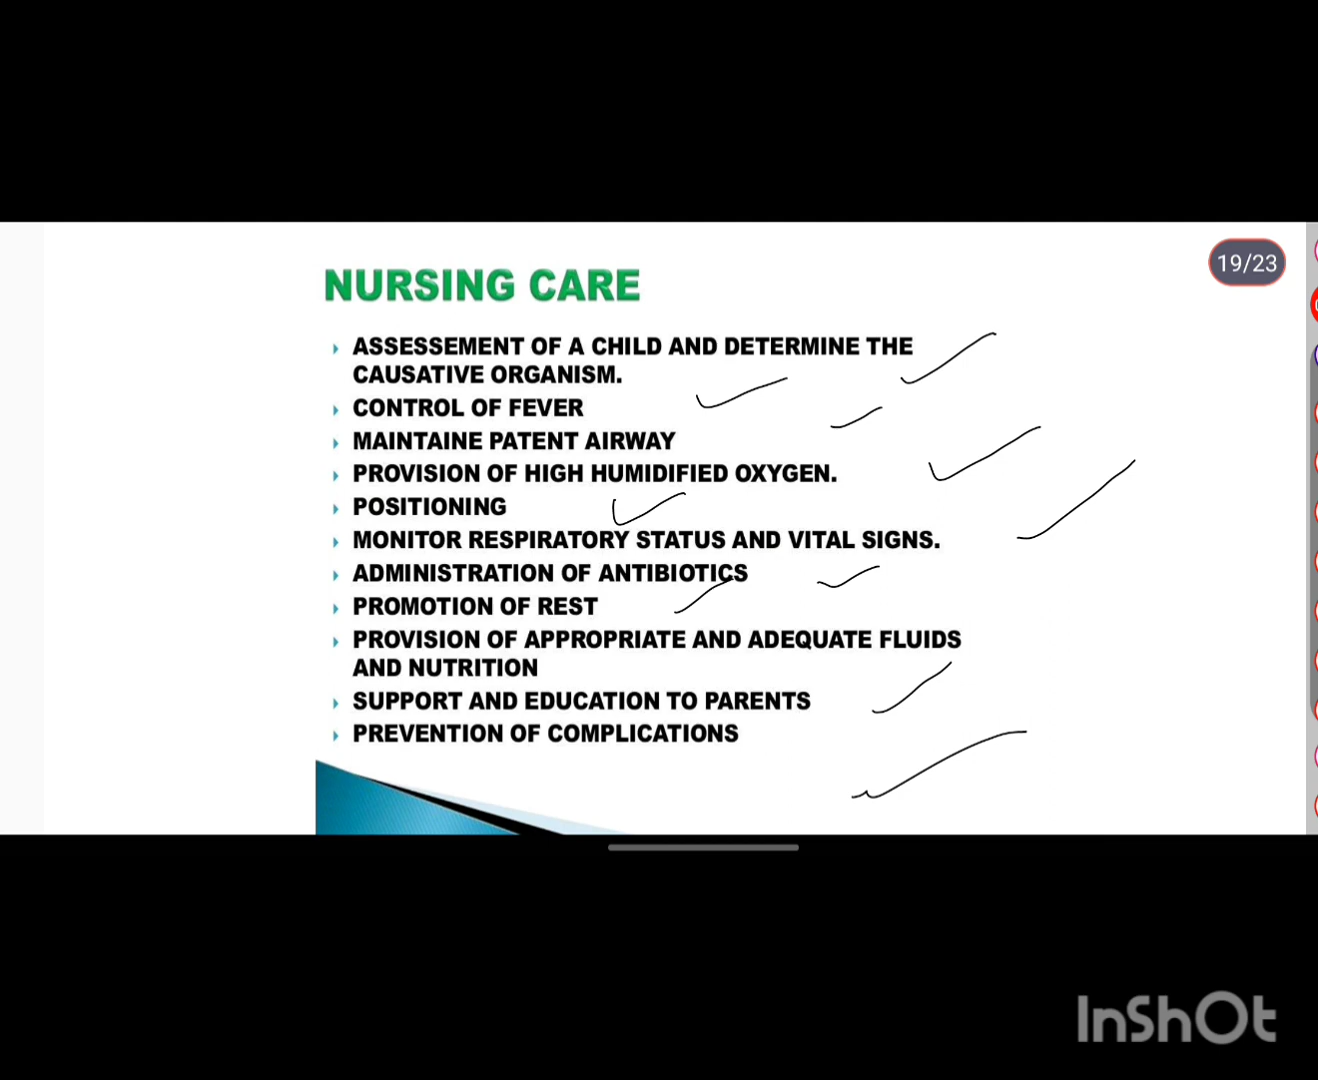 19/23
NURSING CARE
ASSESSEMENT OF A CHILD AND DETERMINE THE
CAUSATIVE ORGANISM.
CONTROL OF FEVER
MAINTAINE PATENT AIRWAY
PROVISION OF HIGH HUMIDIFIED OXYGEN.
POSITIONING
MONITOR RESPIRATORY STATUS AND VITAL SIGNS.
ADMINISTRATION OF ANTIBIOTICS
PROMOTION OF REST
PROVISION OF APPROPRIATE AND ADEQUATE FLUIDS
AND NUTRITION
SUPPORT AND EDUCATION TO PARENTS
PREVENTION OF COMPLICATIONS
InShOt